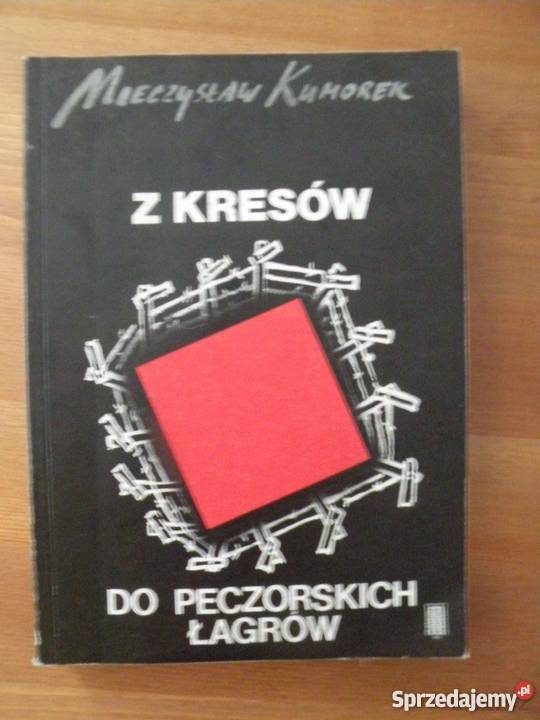 Mieczysław Kumorek
Z KRESÓW
DO PECZORSKICH
ŁAGRÓW
Sprzedajemy.pl